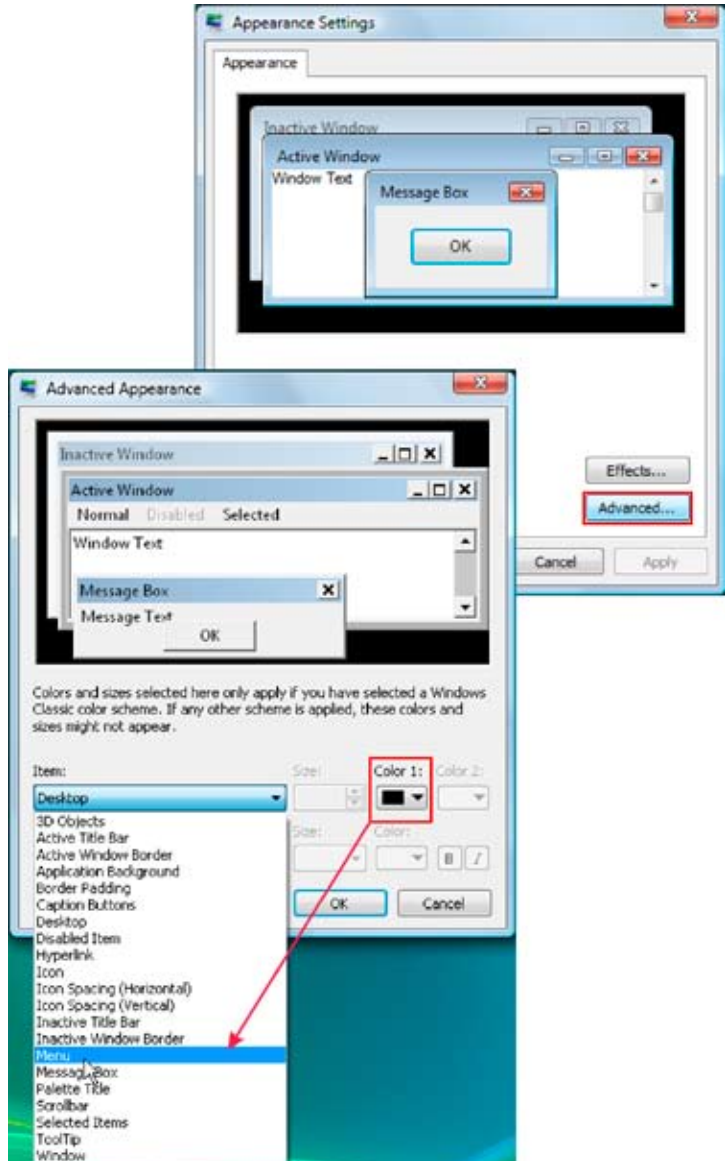 Appearance Settings
Appearance
Inactive Window
Active Window
Window Text
Message Box
OK
Effects...
Advanced...
Cancel
Apply
Advanced Appearance
Inactive Window
Active Window
Normal Disabled Selected
Window Text
Message Box
Message Text
OK
Colors and sizes selected here only apply if you have selected a Windows
Classic color scheme. If any other scheme is applied, these colors and
sizes might not appear.
Item: Size: Color 1: Color 2:
Desktop
Size: Color:
B I
OK Cancel
3D Objects
Active Title Bar
Active Window Border
Application Background
Border Padding
Caption Buttons
Desktop
Disabled Item
Hyperlink
Icon
Icon Spacing (Horizontal)
Icon Spacing (Vertical)
Inactive Title Bar
Inactive Window Border
Menu
Message Box
Palette Title
Scrollbar
Selected Items
ToolTip
Window